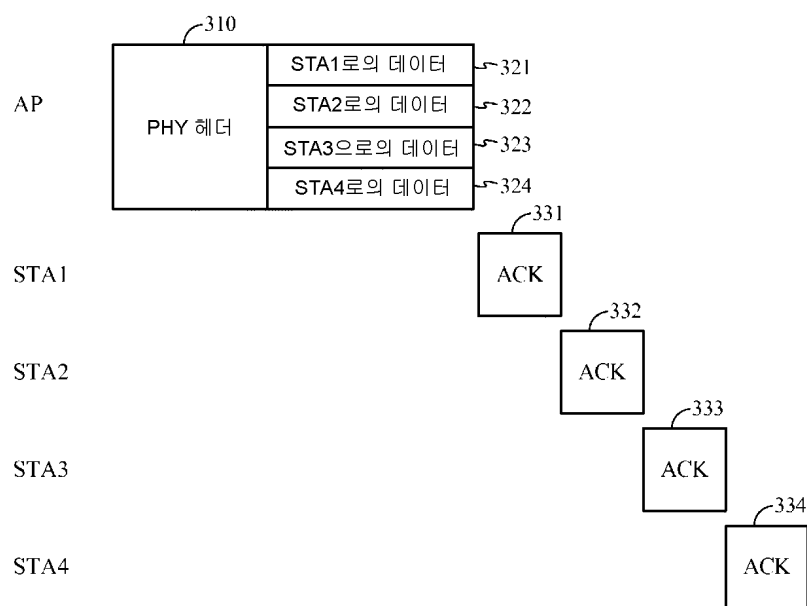 310
AP
PHY 헤더
STA1로의 데이터
321
STA2로의 데이터
322
STA3으로의 데이터
323
STA4로의 데이터
324
331
STA1
ACK
332
STA2
ACK
333
STA3
ACK
334
STA4
ACK